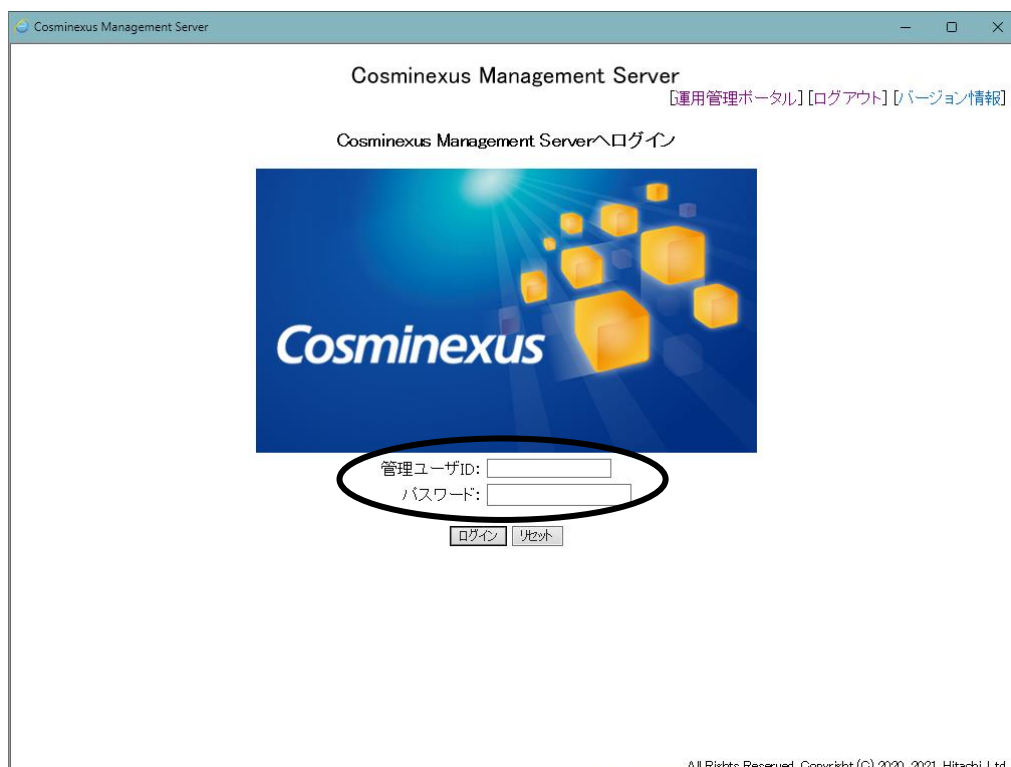 Cosminexus Management Server
Cosminexus Management Server
[運用管理ポータル] [ログアウト] [バージョン情報]
Cosminexus Management Serverへログイン
Cosminexus
管理ユーザID:
パスワード:
ログイン リセット
All Rights Reserved. Copyright (C) 2020, 2021, Hitachi, Ltd.